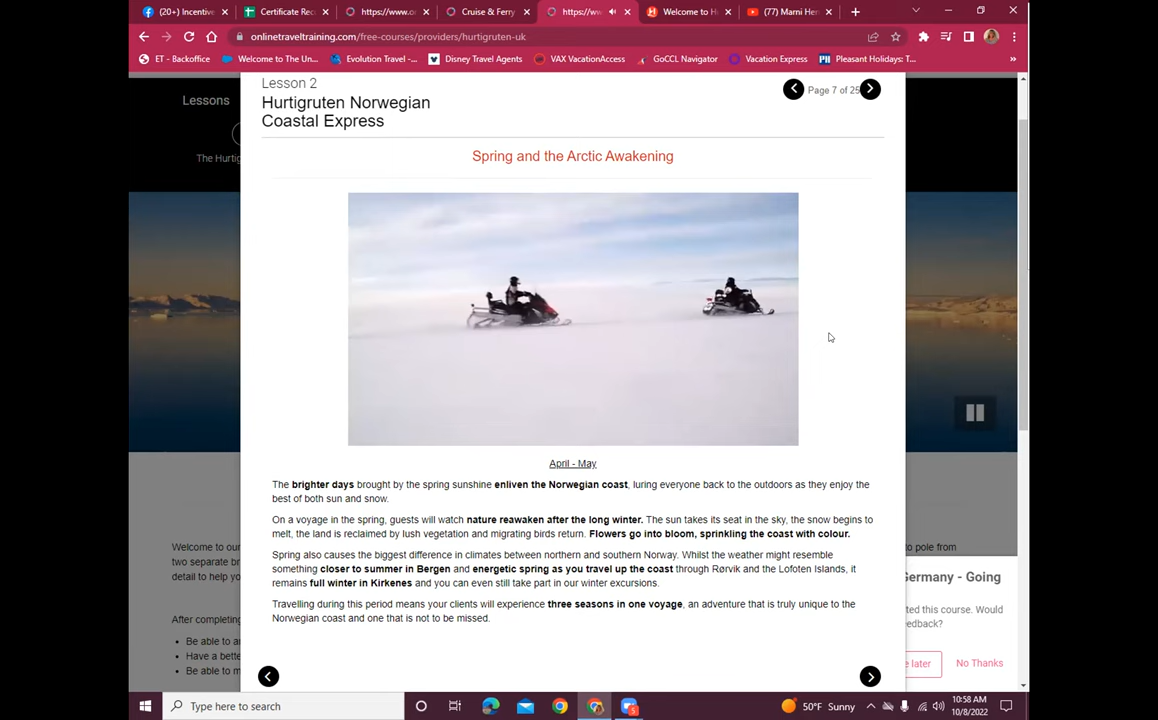 (20+) Incentiv
Certificate Rec
https://www.o
Cruise & Ferry
https://ww
Welcome to H
(77) Marni Her
onlinetraveltraining.com/free-courses/providers/hurtigruten-uk
ET - Backoffice
Welcome to The Un...
Evolution Travel -...
Disney Travel Agents
VAX VacationAccess
GoCCL Navigator
Vacation Express
Pleasant Holidays: T...
Lessons
The Hurtig
Lesson 2
Hurtigruten Norwegian
Coastal Express
Page 7 of 25
Spring and the Arctic Awakening
April - May
The brighter days brought by the spring sunshine enliven the Norwegian coast, luring everyone back to the outdoors as they enjoy the
best of both sun and snow.
On a voyage in the spring, guests will watch nature reawaken after the long winter. The sun takes its seat in the sky, the snow begins to
melt, the land is reclaimed by lush vegetation and migrating birds return. Flowers go into bloom, sprinkling the coast with colour.
Spring also causes the biggest difference in climates between northern and southern Norway. Whilst the weather might resemble
something closer to summer in Bergen and energetic spring as you travel up the coast through Rørvik and the Lofoten Islands, it
remains full winter in Kirkenes and you can even still take part in our winter excursions.
Travelling during this period means your clients will experience three seasons in one voyage, an adventure that is truly unique to the
Norwegian coast and one that is not to be missed.
Welcome to ou
two separate br
detail to help yo
After completing
Be able to a
Have a bette
Be able to m
to pole from
Germany - Going
ted this course. Would
edback?
e later
No Thanks
Type here to search
50°F Sunny
10:58 AM
10/8/2022